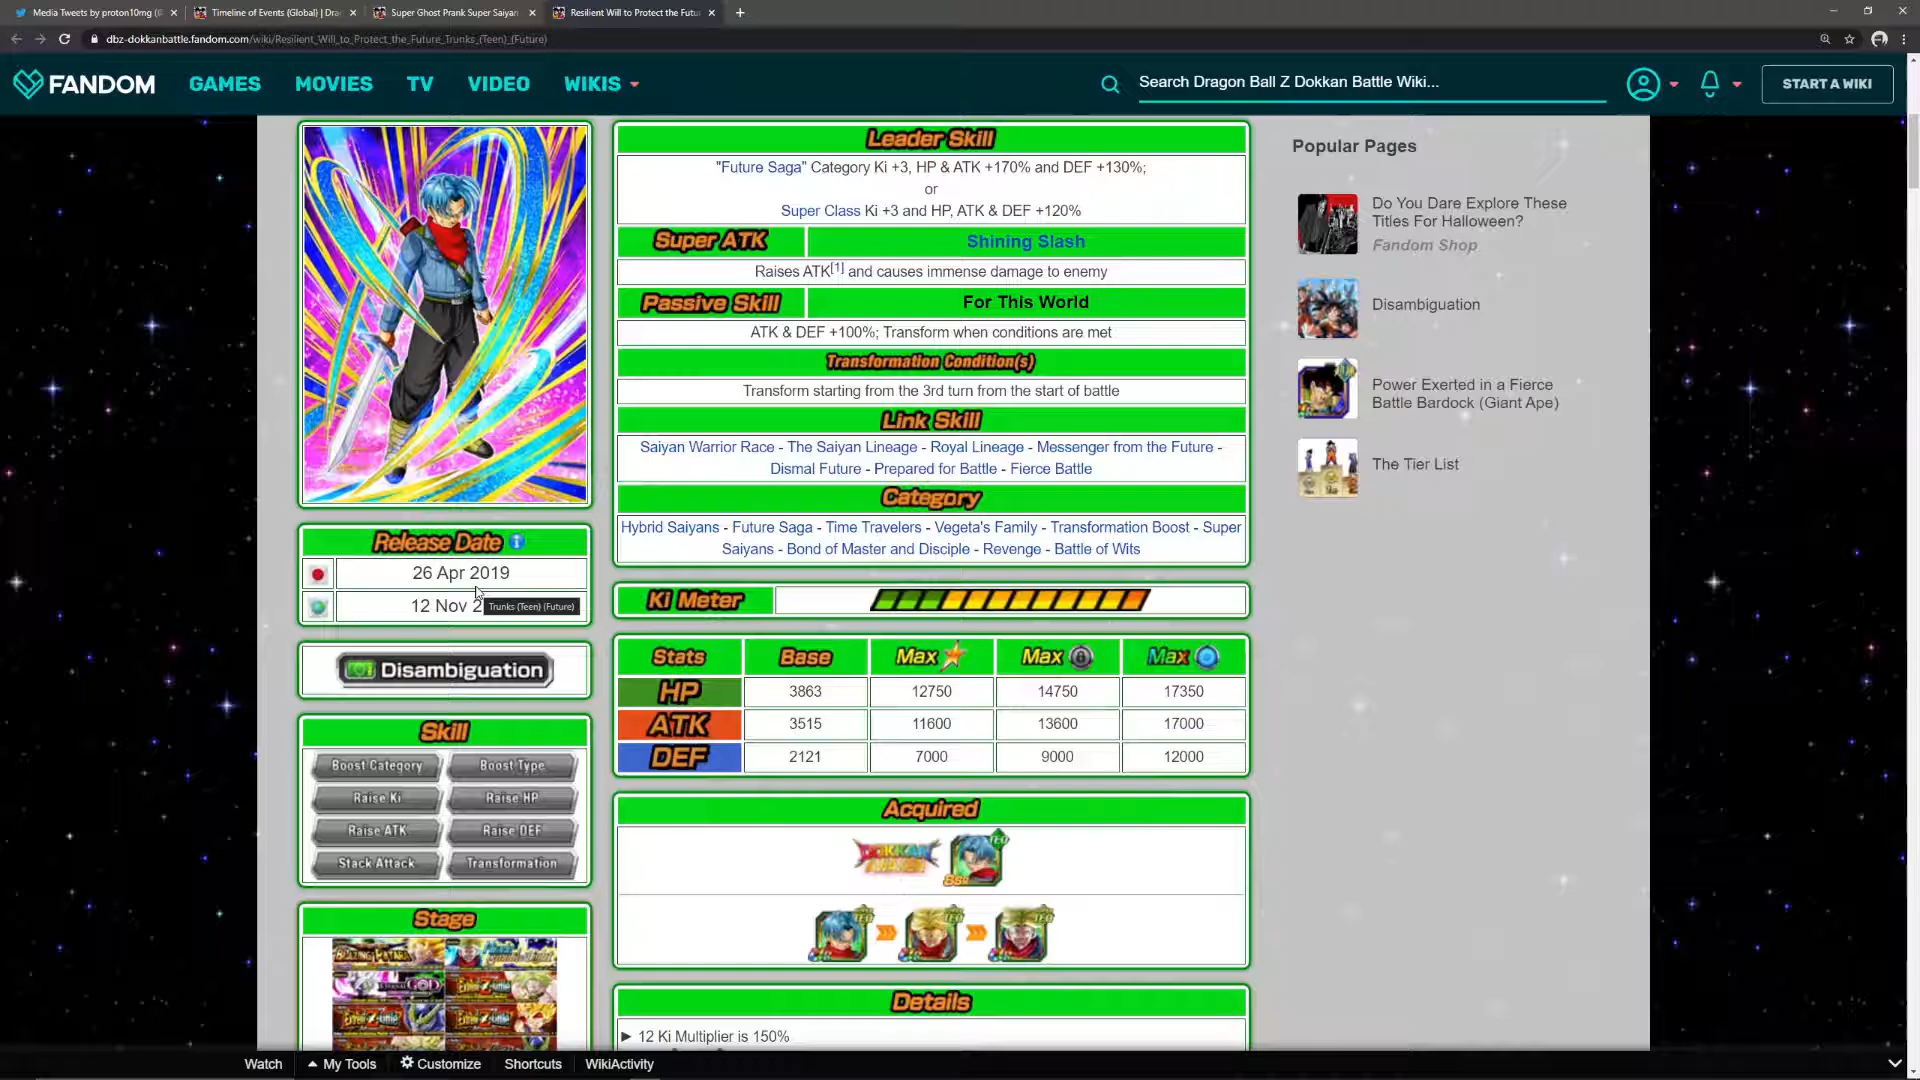 Media Tweets by proton10mg (@
Timeline of Events (Global) | Dra
Super Ghost Prank Super Saiyan
Resilient Will to Protect the Futu
dbz-dokkanbattle.fandom.com/wiki/Resilient_Will_to_Protect_the_Future_Trunks_(Teen)_(Future)
FANDOM
GAMES
MOVIES
TV
VIDEO
WIKIS
Search Dragon Ball Z Dokkan Battle Wiki...
START A WIKI
Leader Skill
"Future Saga" Category Ki +3, HP & ATK +170% and DEF +130%;
or
Super Class Ki +3 and HP, ATK & DEF +120%
Super ATK
Shining Slash
Raises ATK[1] and causes immense damage to enemy
Passive Skill
For This World
ATK & DEF +100%; Transform when conditions are met
Transformation Condition(s)
Transform starting from the 3rd turn from the start of battle
Link Skill
Saiyan Warrior Race - The Saiyan Lineage - Royal Lineage - Messenger from the Future -
Dismal Future - Prepared for Battle - Fierce Battle
Category
Hybrid Saiyans - Future Saga - Time Travelers - Vegeta's Family - Transformation Boost - Super
Saiyans - Bond of Master and Disciple - Revenge - Battle of Wits
Release Date
26 Apr 2019
12 Nov 2
Trunks (Teen) (Future)
Disambiguation
Skill
Boost Category
Boost Type
Raise Ki
Raise HP
Raise ATK
Raise DEF
Stack Attack
Transformation
Stage
Ki Meter
Stats
Base
Max
Max
Max
HP
3863
12750
14750
17350
ATK
3515
11600
13600
17000
DEF
2121
7000
9000
12000
Acquired
DOKKAN
AWAKEN
TEQ
SSR
TEQ
TEQ
TEQ
Details
► 12 Ki Multiplier is 150%
Popular Pages
Do You Dare Explore These
Titles For Halloween?
Fandom Shop
Disambiguation
Power Exerted in a Fierce
Battle Bardock (Giant Ape)
The Tier List
Watch
My Tools
Customize
Shortcuts
WikiActivity